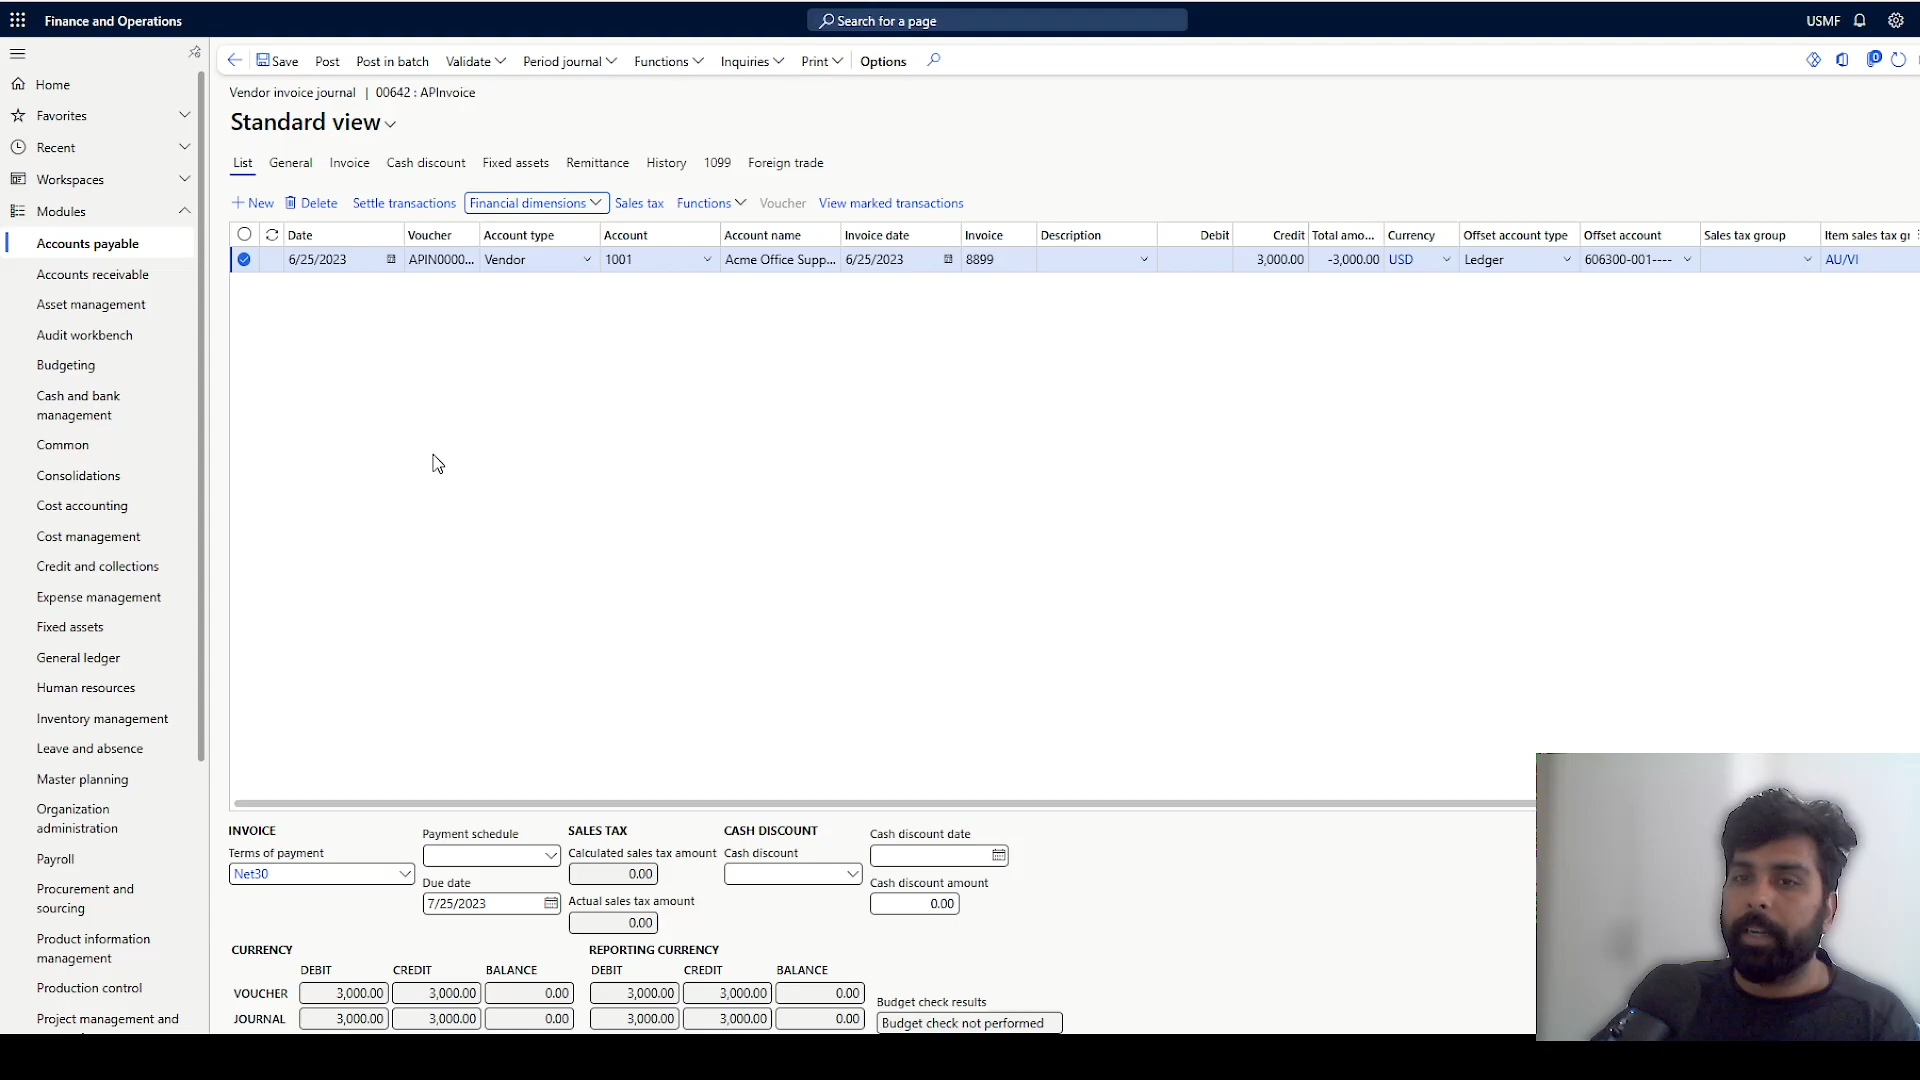 Finance and Operations
Search for a page
USMF
Save Post Post in batch Validate Period journal Functions Inquiries Print Options
0
Home
Favorites
Recent
Workspaces
Modules
Accounts payable
Accounts receivable
Asset management
Audit workbench
Budgeting
Cash and bank
management
Common
Consolidations
Cost accounting
Cost management
Credit and collections
Expense management
Fixed assets
General ledger
Human resources
Inventory management
Leave and absence
Master planning
Organization
administration
Payroll
Procurement and
sourcing
Product information
management
Production control
Project management and
Vendor invoice journal | 00642 : APInvoice
Standard view
List General Invoice Cash discount Fixed assets Remittance History 1099 Foreign trade
New Delete Settle transactions Financial dimensions Sales tax Functions Voucher View marked transactions
Date Voucher Account type Account Account name Invoice date Invoice Description Debit Credit Total amo... Currency Offset account type Offset account Sales tax group Item sales tax gr
6/25/2023 APIN0000... Vendor 1001 Acme Office Supp... 6/25/2023 8899 3,000.00 -3,000.00 USD Ledger 606300-001---- AU/VI
INVOICE
Terms of payment
Net30
Payment schedule
Due date
7/25/2023
SALES TAX
Calculated sales tax amount
0.00
Actual sales tax amount
0.00
CASH DISCOUNT
Cash discount
Cash discount date
Cash discount amount
0.00
CURRENCY REPORTING CURRENCY
DEBIT CREDIT BALANCE DEBIT CREDIT BALANCE
VOUCHER 3,000.00 3,000.00 0.00 3,000.00 3,000.00 0.00
JOURNAL 3,000.00 3,000.00 0.00 3,000.00 3,000.00 0.00
Budget check results
Budget check not performed